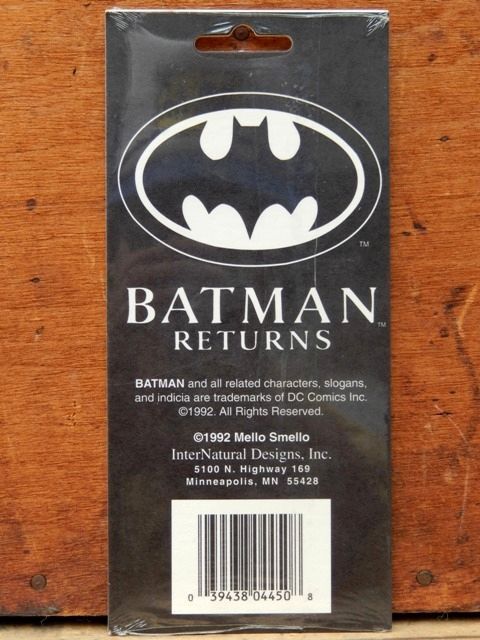 TM
BATMAN TM
RETURNS
BATMAN and all related characters, slogans,
and indicia are trademarks of DC Comics Inc.
©1992. All Rights Reserved.
©1992 Mello Smello
InterNatural Designs, Inc.
5100 N. Highway 169
Minneapolis, MN 55428
0 39438 04450 8